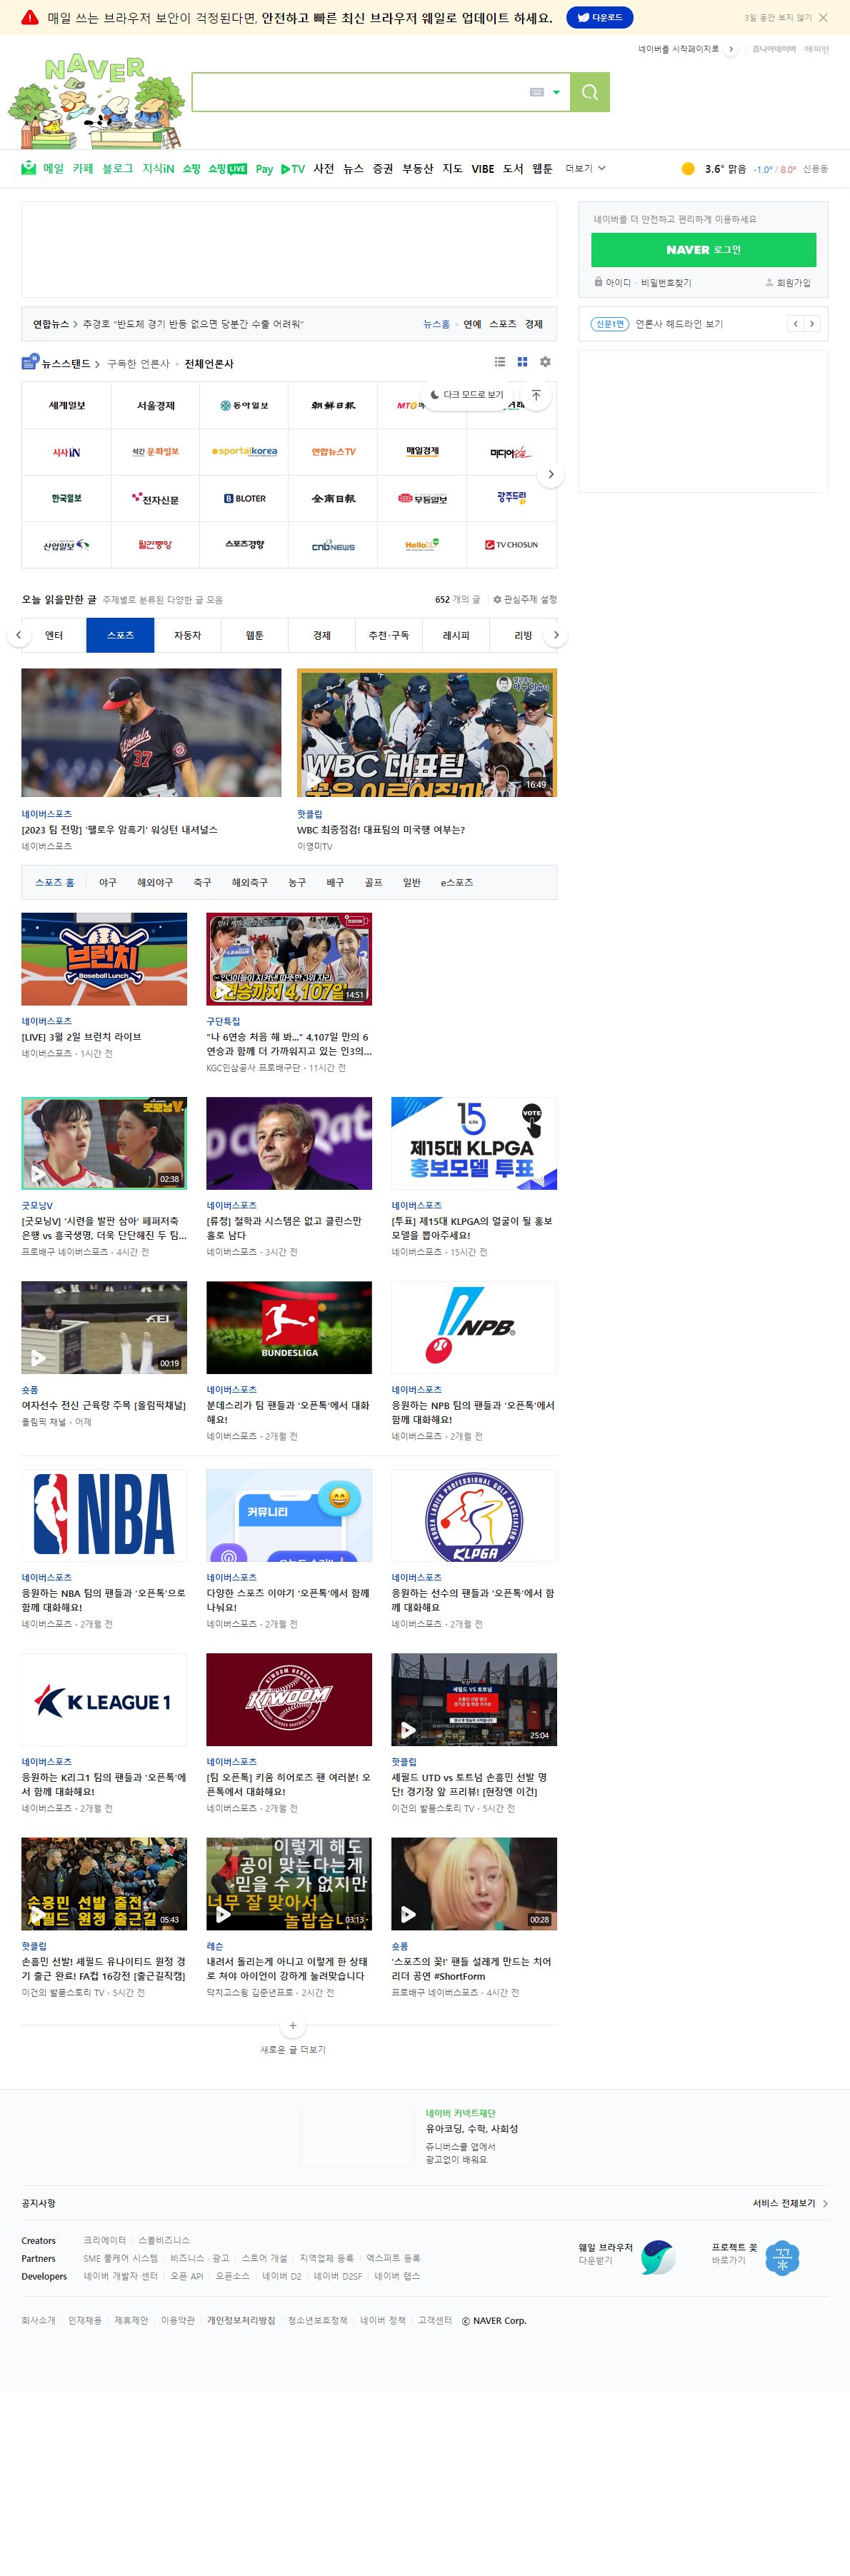 매일 쓰는 브라우저 보안이 걱정된다면, 안전하고 빠른 최신 브라우저 웨일로 업데이트 하세요. 다운로드 3일 동안 보지 않기
네이버를 시작페이지로 쥬니어네이버 해피빈
NAVER
메일 카페 블로그 지식iN 쇼핑 쇼핑LIVE Pay TV 사전 뉴스 증권 부동산 지도 VIBE 도서 웹툰 더보기 3.6° 맑음 -1.0° / 8.0° 신용동
네이버를 더 안전하고 편리하게 이용하세요
NAVER 로그인
아이디 · 비밀번호찾기 회원가입
연합뉴스 추경호 "반도체 경기 반등 없으면 당분간 수출 어려워" 뉴스홈 연예 스포츠 경제
신문1면 언론사 헤드라인 보기
뉴스스탠드 구독한 언론사 전체언론사
다크 모드로 보기
세계일보 서울경제 동아일보 朝鮮日報
시사IN 석간 문화일보 sportalkorea 연합뉴스TV 매일경제 미디어오늘
한국일보 전자신문 BLOTER 全南日報 무등일보 광주드림
산업일보 월간중앙 스포츠경향 CNBNEWS HelloDD TV CHOSUN
오늘 읽을만한 글 주제별로 분류된 다양한 글 모음 652 개의 글 관심주제 설정
엔터 스포츠 자동차 웹툰 경제 추천·구독 레시피 리빙
37
WBC 대표팀
16:49
네이버스포츠
[2023 팀 전망] '헬로우 암흑기' 워싱턴 내셔널스
네이버스포츠
핫클립
WBC 최종점검! 대표팀의 미국행 여부는?
이영미TV
스포츠 홈 야구 해외야구 축구 해외축구 농구 배구 골프 일반 e스포츠
브런치
Baseball Lunch
6연승까지 4,107일
14:51
네이버스포츠
[LIVE] 3월 2일 브런치 라이브
네이버스포츠 · 1시간 전
구단특집
"나 6연승 처음 해 봐..." 4,107일 만의 6
연승과 함께 더 가까워지고 있는 인3의...
KGC인삼공사 프로배구단 · 11시간 전
굿모닝V
02:38
15
VOTE
제15대 KLPGA
홍보모델 투표
굿모닝V
[굿모닝V] '시련을 발판 삼아' 페퍼저축
은행 vs 흥국생명, 더욱 단단해진 두 팀...
프로배구 네이버스포츠 · 4시간 전
네이버스포츠
[류청] 철학과 시스템은 없고 클린스만
홀로 남다
네이버스포츠 · 3시간 전
네이버스포츠
[투표] 제15대 KLPGA의 얼굴이 될 홍보
모델을 뽑아주세요!
네이버스포츠 · 15시간 전
00:19
BUNDESLIGA
NPB
숏폼
여자선수 전신 근육량 주목 [올림픽채널]
올림픽 채널 · 어제
네이버스포츠
분데스리가 팀 팬들과 '오픈톡'에서 대화
해요!
네이버스포츠 · 2개월 전
네이버스포츠
응원하는 NPB 팀의 팬들과 '오픈톡'에서
함께 대화해요!
네이버스포츠 · 2개월 전
NBA
커뮤니티
KOREA LADIES PROFESSIONAL GOLF ASSOCIATION
KLPGA
네이버스포츠
응원하는 NBA 팀의 팬들과 '오픈톡'으로
함께 대화해요!
네이버스포츠 · 2개월 전
네이버스포츠
다양한 스포츠 이야기 '오픈톡'에서 함께
나눠요!
네이버스포츠 · 2개월 전
네이버스포츠
응원하는 선수의 팬들과 '오픈톡'에서 함
께 대화해요
네이버스포츠 · 2개월 전
K LEAGUE 1
KIWOOM HEROES
KIWOOM
셰필드 VS 토트넘
25:04
네이버스포츠
응원하는 K리그1 팀의 팬들과 '오픈톡'에
서 함께 대화해요!
네이버스포츠 · 2개월 전
네이버스포츠
[팀 오픈톡] 키움 히어로즈 팬 여러분! 오
픈톡에서 대화해요!
네이버스포츠 · 2개월 전
핫클립
셰필드 UTD vs 토트넘 손흥민 선발 명
단! 경기장 앞 프리뷰! [현장엔 이건]
이건의 발품스토리 TV · 5시간 전
손흥민 선발 출전
셰필드 원정 출근길
05:43
이렇게 해도
공이 맞는다는게
믿을 수 가 없지만
너무 잘 맞아서
놀랍습니다
03:13
00:28
핫클립
손흥민 선발! 셰필드 유나이티드 원정 경
기 출근 완료! FA컵 16강전 [출근길직캠]
이건의 발품스토리 TV · 5시간 전
레슨
내려서 돌리는게 아니고 이렇게 한 상태
로 쳐야 아이언이 강하게 눌려맞습니다
닥치고스윙 김준년프로 · 2시간 전
숏폼
'스포츠의 꽃!' 팬들 설레게 만드는 치어
리더 공연 #ShortForm
프로배구 네이버스포츠 · 4시간 전
새로운 글 더보기
네이버 커넥트재단
유아코딩, 수학, 사회성
쥬니버스쿨 앱에서
광고없이 배워요
공지사항 서비스 전체보기
Creators 크리에이터 스몰비즈니스
Partners SME 풀케어 시스템 비즈니스 · 광고 스토어 개설 지역업체 등록 엑스퍼트 등록
Developers 네이버 개발자 센터 오픈 API 오픈소스 네이버 D2 네이버 D2SF 네이버 랩스
웨일 브라우저
다운받기
프로젝트 꽃
바로가기
회사소개 인재채용 제휴제안 이용약관 개인정보처리방침 청소년보호정책 네이버 정책 고객센터 ⓒ NAVER Corp.